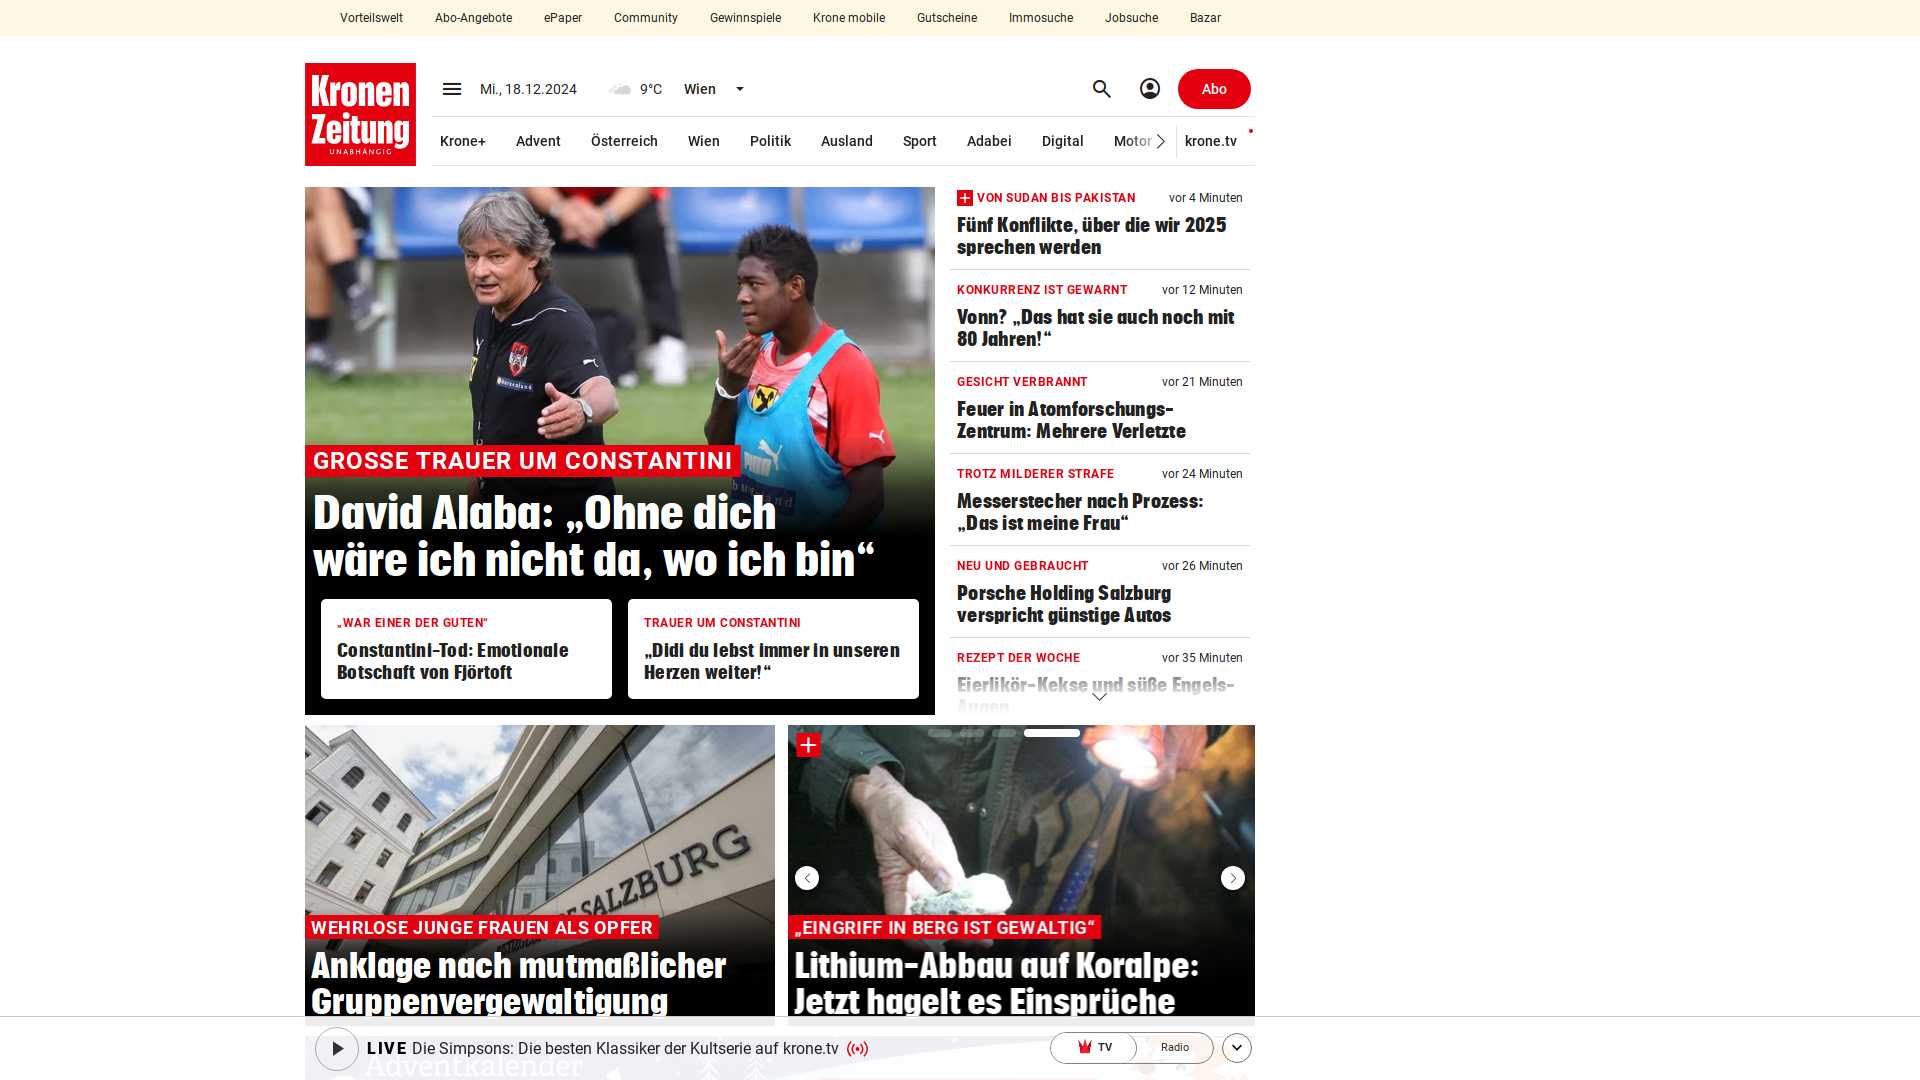 Vorteilswelt Abo-Angebote ePaper Community Gewinnspiele Krone mobile Gutscheine Immosuche Jobsuche Bazar
Kronen
Zeitung
UNABHÄNGIG
Mi., 18.12.2024 9°C Wien Abo
Krone+ Advent Österreich Wien Politik Ausland Sport Adabei Digital Motor krone.tv
GROSSE TRAUER UM CONSTANTINI
David Alaba: „Ohne dich
wäre ich nicht da, wo ich bin“
„WAR EINER DER GUTEN“
Constantini-Tod: Emotionale
Botschaft von Fjörtoft
TRAUER UM CONSTANTINI
„Didi du lebst immer in unseren
Herzen weiter!“
VON SUDAN BIS PAKISTAN vor 4 Minuten
Fünf Konflikte, über die wir 2025
sprechen werden
KONKURRENZ IST GEWARNT vor 12 Minuten
Vonn? „Das hat sie auch noch mit
80 Jahren!“
GESICHT VERBRANNT vor 21 Minuten
Feuer in Atomforschungs-
Zentrum: Mehrere Verletzte
TROTZ MILDERER STRAFE vor 24 Minuten
Messerstecher nach Prozess:
„Das ist meine Frau“
NEU UND GEBRAUCHT vor 26 Minuten
Porsche Holding Salzburg
verspricht günstige Autos
REZEPT DER WOCHE vor 35 Minuten
Eierlikör-Kekse und süße Engels-
Augen
SALZBURG
WEHRLOSE JUNGE FRAUEN ALS OPFER
Anklage nach mutmaßlicher
Gruppenvergewaltigung
„EINGRIFF IN BERG IST GEWALTIG“
Lithium-Abbau auf Koralpe:
Jetzt hagelt es Einsprüche
LIVE Die Simpsons: Die besten Klassiker der Kultserie auf krone.tv TV Radio
Adventkalender